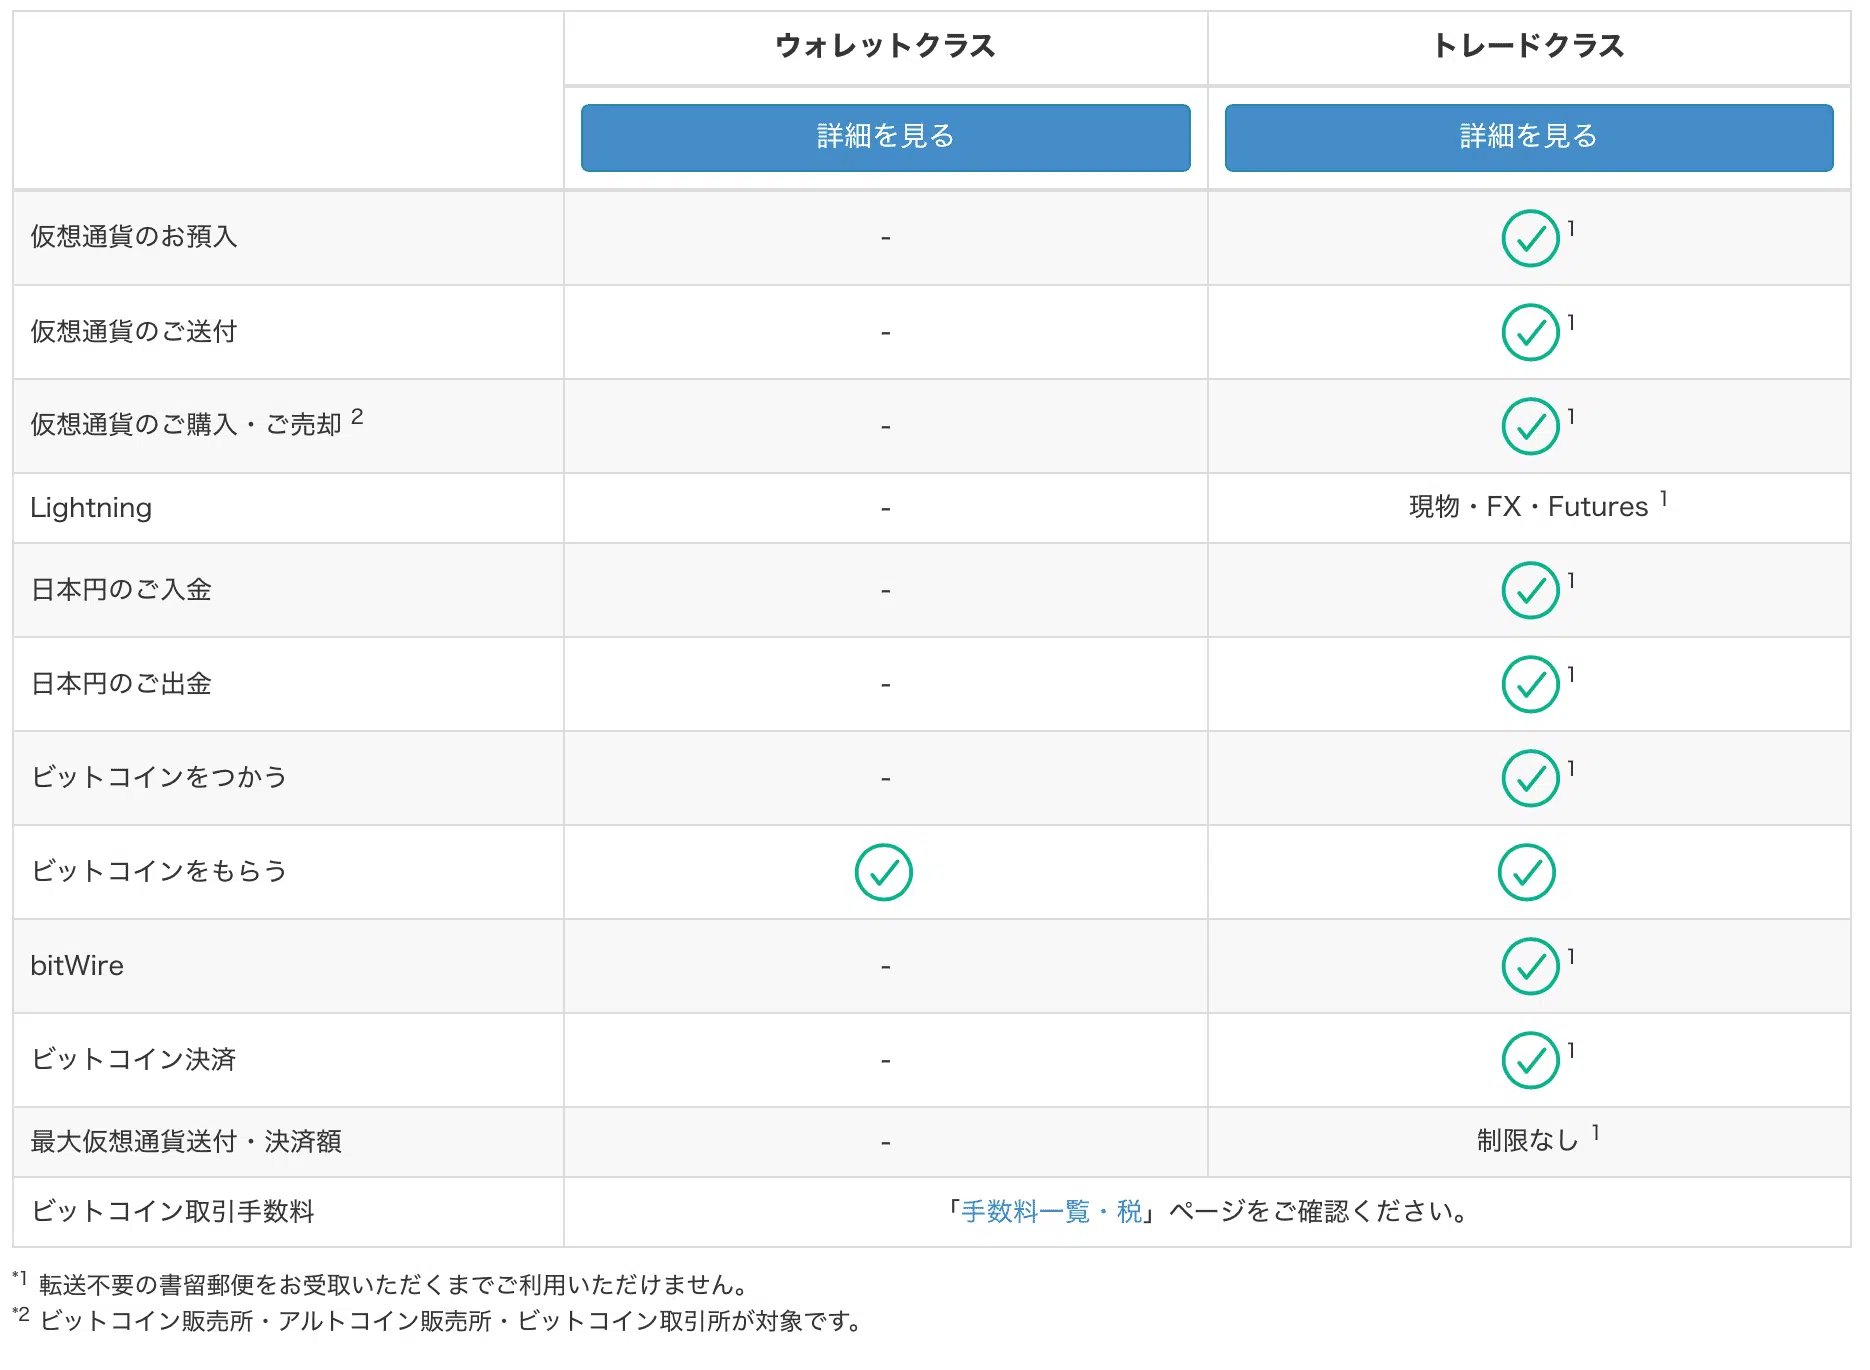 ウォレットクラス トレードクラス
詳細を見る 詳細を見る
仮想通貨のお預入 - 1
仮想通貨のご送付 - 1
仮想通貨のご購入・ご売却 2 - 1
Lightning - 現物・FX・Futures 1
日本円のご入金 - 1
日本円のご出金 - 1
ビットコインをつかう - 1
ビットコインをもらう
bitWire - 1
ビットコイン決済 - 1
最大仮想通貨送付・決済額 - 制限なし 1
ビットコイン取引手数料 「手数料一覧・税」ページをご確認ください。
*1 転送不要の書留郵便をお受取いただくまでご利用いただけません。
*2 ビットコイン販売所・アルトコイン販売所・ビットコイン取引所が対象です。